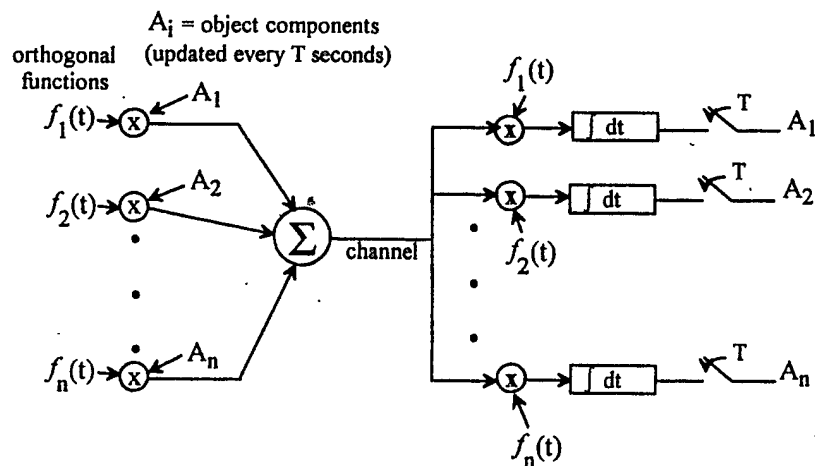 A_i = object components
(updated every T seconds)
orthogonal
functions
f_1(t)
x
A_1
f_2(t)
x
A_2
f_n(t)
x
A_n
Σ
channel
f_1(t)
x
∫ dt
T
A_1
x
∫ dt
T
A_2
f_2(t)
x
∫ dt
T
A_n
f_n(t)